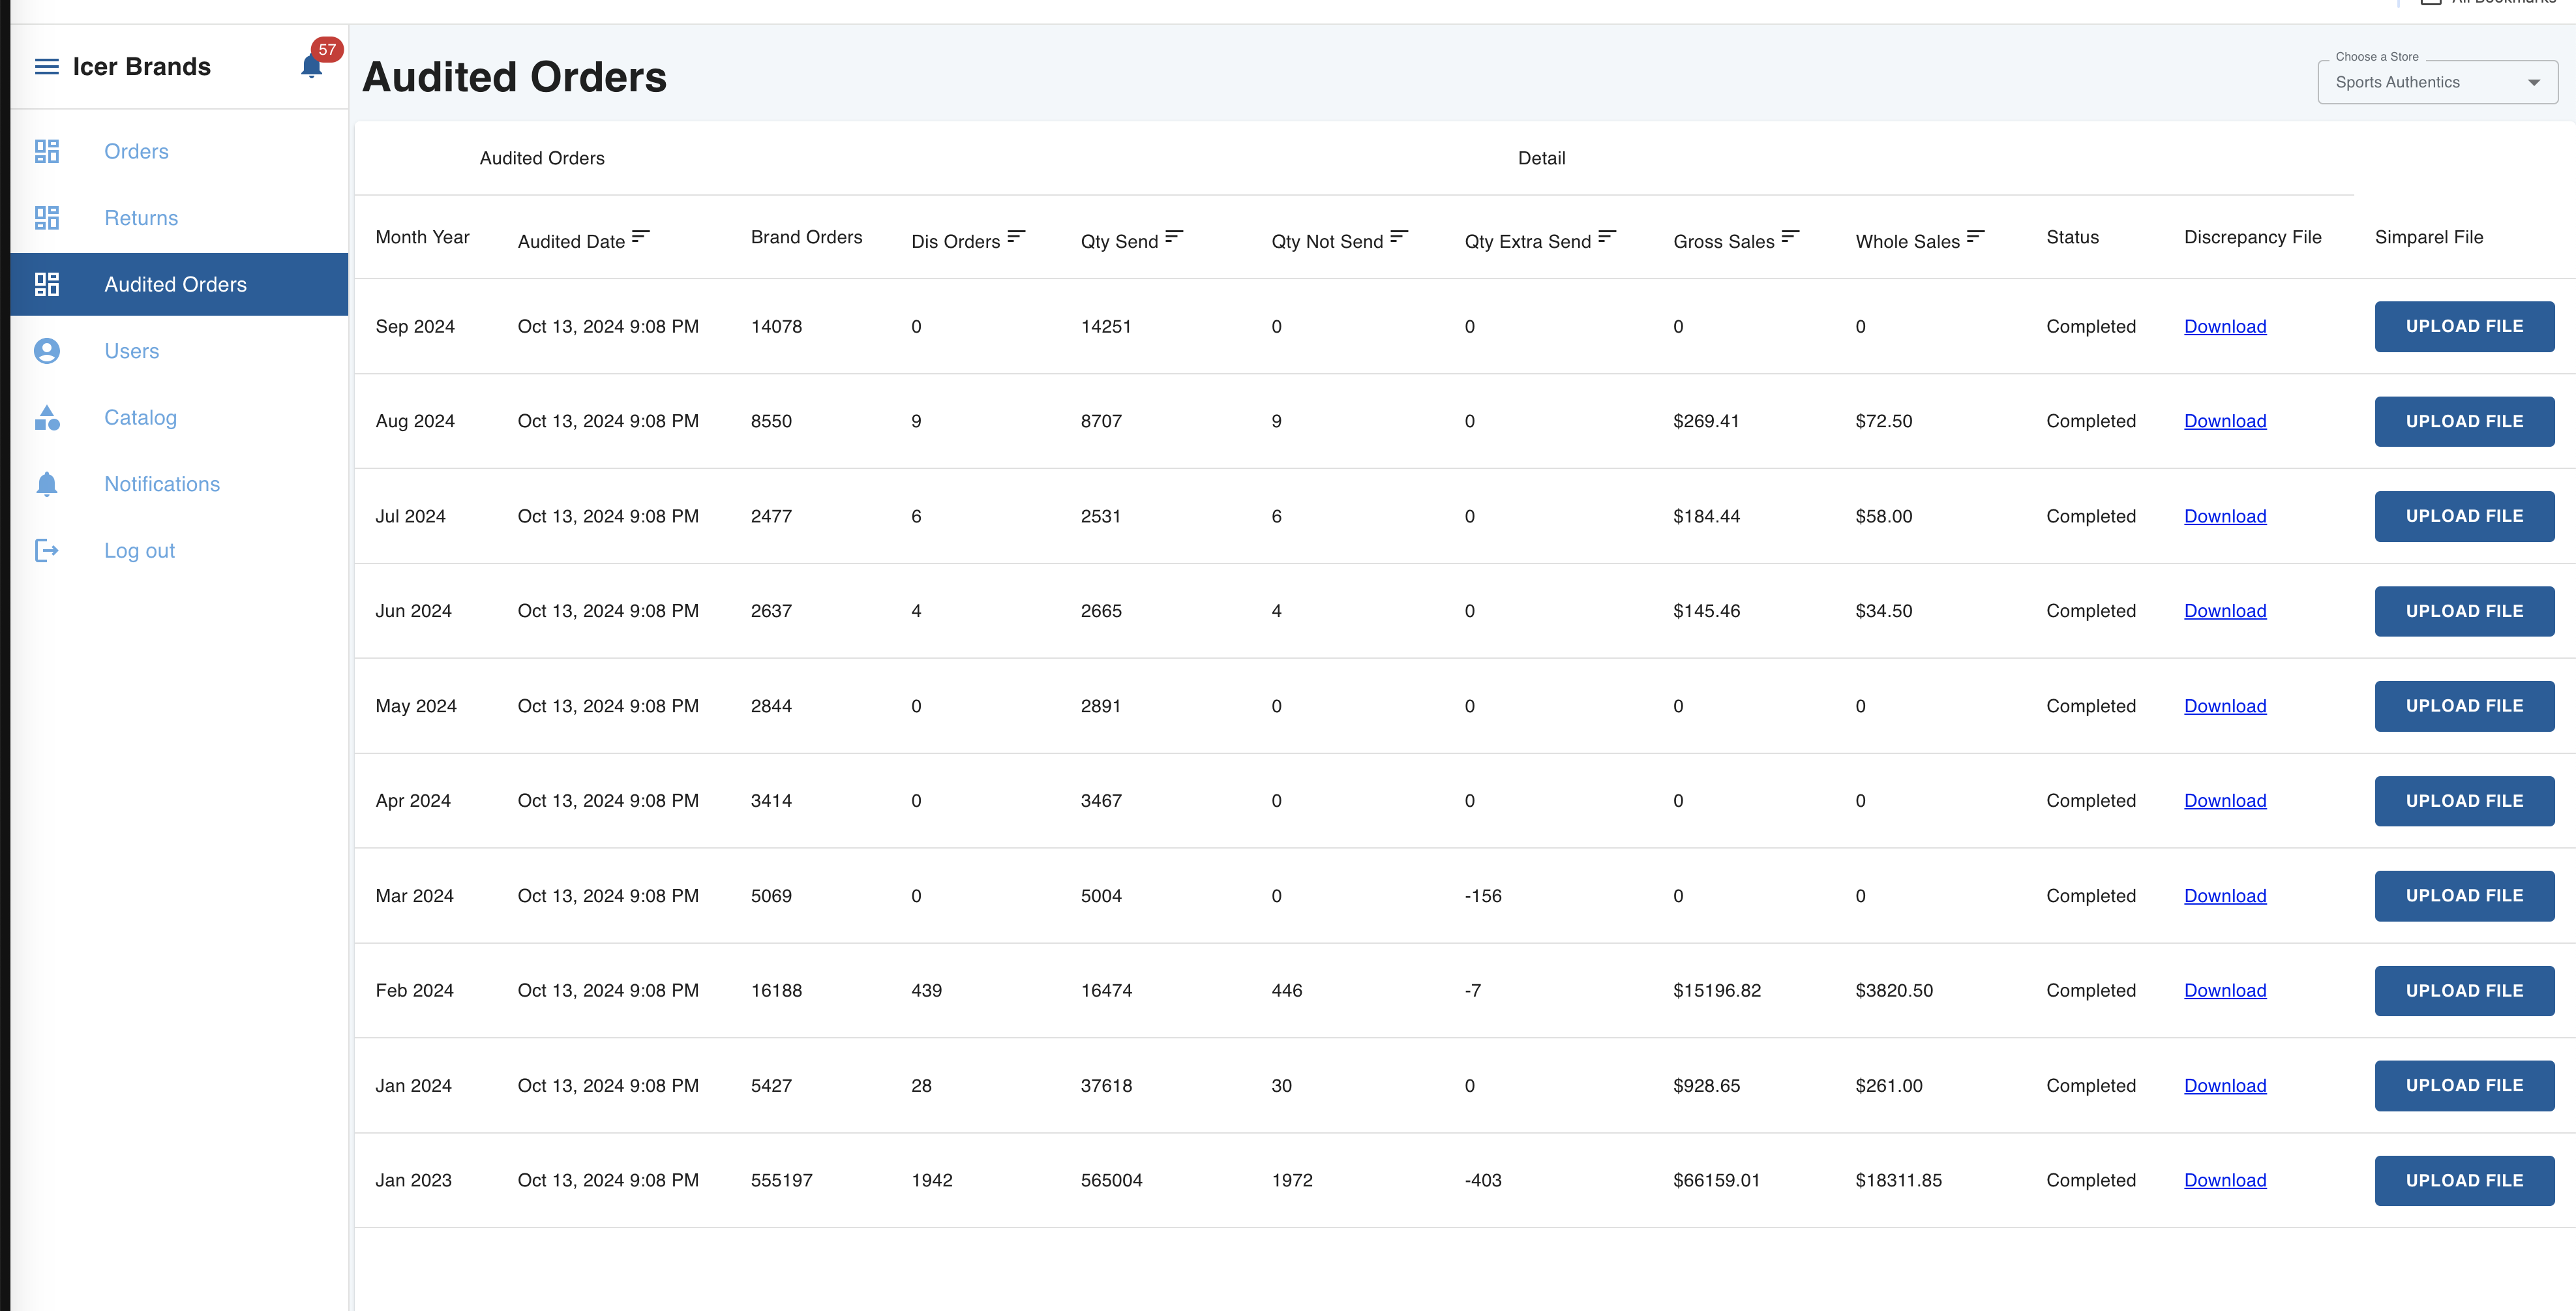 All Bookmarks
Icer Brands
57
Audited Orders
Choose a Store
Sports Authentics
Orders
Returns
Audited Orders
Users
Catalog
Notifications
Log out
Audited Orders Detail
Month Year Audited Date Brand Orders Dis Orders Qty Send Qty Not Send Qty Extra Send Gross Sales Whole Sales Status Discrepancy File Simparel File
Sep 2024 Oct 13, 2024 9:08 PM 14078 0 14251 0 0 0 0 Completed Download UPLOAD FILE
Aug 2024 Oct 13, 2024 9:08 PM 8550 9 8707 9 0 $269.41 $72.50 Completed Download UPLOAD FILE
Jul 2024 Oct 13, 2024 9:08 PM 2477 6 2531 6 0 $184.44 $58.00 Completed Download UPLOAD FILE
Jun 2024 Oct 13, 2024 9:08 PM 2637 4 2665 4 0 $145.46 $34.50 Completed Download UPLOAD FILE
May 2024 Oct 13, 2024 9:08 PM 2844 0 2891 0 0 0 0 Completed Download UPLOAD FILE
Apr 2024 Oct 13, 2024 9:08 PM 3414 0 3467 0 0 0 0 Completed Download UPLOAD FILE
Mar 2024 Oct 13, 2024 9:08 PM 5069 0 5004 0 -156 0 0 Completed Download UPLOAD FILE
Feb 2024 Oct 13, 2024 9:08 PM 16188 439 16474 446 -7 $15196.82 $3820.50 Completed Download UPLOAD FILE
Jan 2024 Oct 13, 2024 9:08 PM 5427 28 37618 30 0 $928.65 $261.00 Completed Download UPLOAD FILE
Jan 2023 Oct 13, 2024 9:08 PM 555197 1942 565004 1972 -403 $66159.01 $18311.85 Completed Download UPLOAD FILE